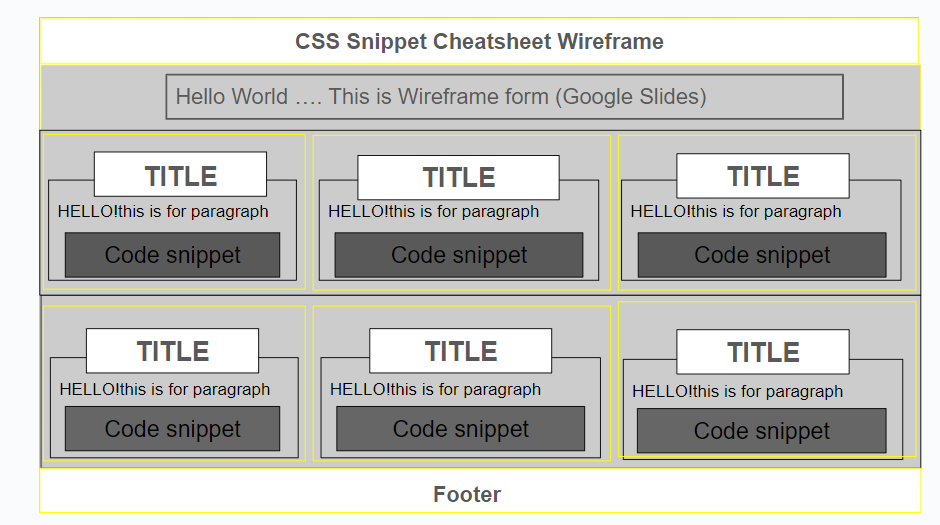 CSS Snippet Cheatsheet Wireframe
Hello World …. This is Wireframe form (Google Slides)
TITLE
TITLE
TITLE
HELLO!this is for paragraph
HELLO!this is for paragraph
HELLO!this is for paragraph
Code snippet
Code snippet
Code snippet
TITLE
TITLE
TITLE
HELLO!this is for paragraph
HELLO!this is for paragraph
HELLO!this is for paragraph
Code snippet
Code snippet
Code snippet
Footer